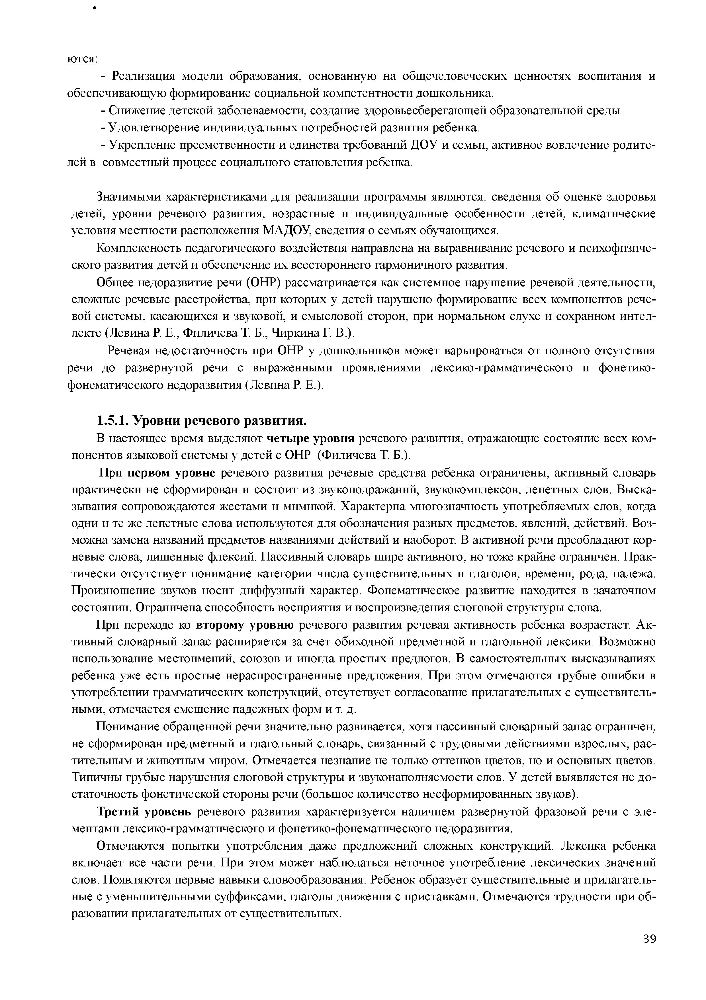 •
ются:
- Реализация модели образования, основанную на общечеловеческих ценностях воспитания и
обеспечивающую формирование социальной компетентности дошкольника.
- Снижение детской заболеваемости, создание здоровьесберегающей образовательной среды.
- Удовлетворение индивидуальных потребностей развития ребенка.
- Укрепление преемственности и единства требований ДОУ и семьи, активное вовлечение родите-
лей в совместный процесс социального становления ребенка.
Значимыми характеристиками для реализации программы являются: сведения об оценке здоровья
детей, уровни речевого развития, возрастные и индивидуальные особенности детей, климатические
условия местности расположения МАДОУ, сведения о семьях обучающихся.
Комплексность педагогического воздействия направлена на выравнивание речевого и психофизиче-
ского развития детей и обеспечение их всестороннего гармоничного развития.
Общее недоразвитие речи (ОНР) рассматривается как системное нарушение речевой деятельности,
сложные речевые расстройства, при которых у детей нарушено формирование всех компонентов рече-
вой системы, касающихся и звуковой, и смысловой сторон, при нормальном слухе и сохранном интел-
лекте (Левина Р. Е., Филичева Т. Б., Чиркина Г. В.).
Речевая недостаточность при ОНР у дошкольников может варьироваться от полного отсутствия
речи до развернутой речи с выраженными проявлениями лексико-грамматического и фонетико-
фонематического недоразвития (Левина Р. Е.).
1.5.1. Уровни речевого развития.
В настоящее время выделяют четыре уровня речевого развития, отражающие состояние всех ком-
понентов языковой системы у детей с ОНР (Филичева Т. Б.).
При первом уровне речевого развития речевые средства ребенка ограничены, активный словарь
практически не сформирован и состоит из звукоподражаний, звукокомплексов, лепетных слов. Выска-
зывания сопровождаются жестами и мимикой. Характерна многозначность употребляемых слов, когда
одни и те же лепетные слова используются для обозначения разных предметов, явлений, действий. Воз-
можна замена названий предметов названиями действий и наоборот. В активной речи преобладают кор-
невые слова, лишенные флексий. Пассивный словарь шире активного, но тоже крайне ограничен. Прак-
тически отсутствует понимание категории числа существительных и глаголов, времени, рода, падежа.
Произношение звуков носит диффузный характер. Фонематическое развитие находится в зачаточном
состоянии. Ограничена способность восприятия и воспроизведения слоговой структуры слова.
При переходе ко второму уровню речевого развития речевая активность ребенка возрастает. Ак-
тивный словарный запас расширяется за счет обиходной предметной и глагольной лексики. Возможно
использование местоимений, союзов и иногда простых предлогов. В самостоятельных высказываниях
ребенка уже есть простые нераспространенные предложения. При этом отмечаются грубые ошибки в
употреблении грамматических конструкций, отсутствует согласование прилагательных с существитель-
ными, отмечается смешение падежных форм и т. д.
Понимание обращенной речи значительно развивается, хотя пассивный словарный запас ограничен,
не сформирован предметный и глагольный словарь, связанный с трудовыми действиями взрослых, рас-
тительным и животным миром. Отмечается незнание не только оттенков цветов, но и основных цветов.
Типичны грубые нарушения слоговой структуры и звуконаполняемости слов. У детей выявляется не до-
статочность фонетической стороны речи (большое количество несформированных звуков).
Третий уровень речевого развития характеризуется наличием развернутой фразовой речи с эле-
ментами лексико-грамматического и фонетико-фонематического недоразвития.
Отмечаются попытки употребления даже предложений сложных конструкций. Лексика ребенка
включает все части речи. При этом может наблюдаться неточное употребление лексических значений
слов. Появляются первые навыки словообразования. Ребенок образует существительные и прилагатель-
ные с уменьшительными суффиксами, глаголы движения с приставками. Отмечаются трудности при об-
разовании прилагательных от существительных.
39